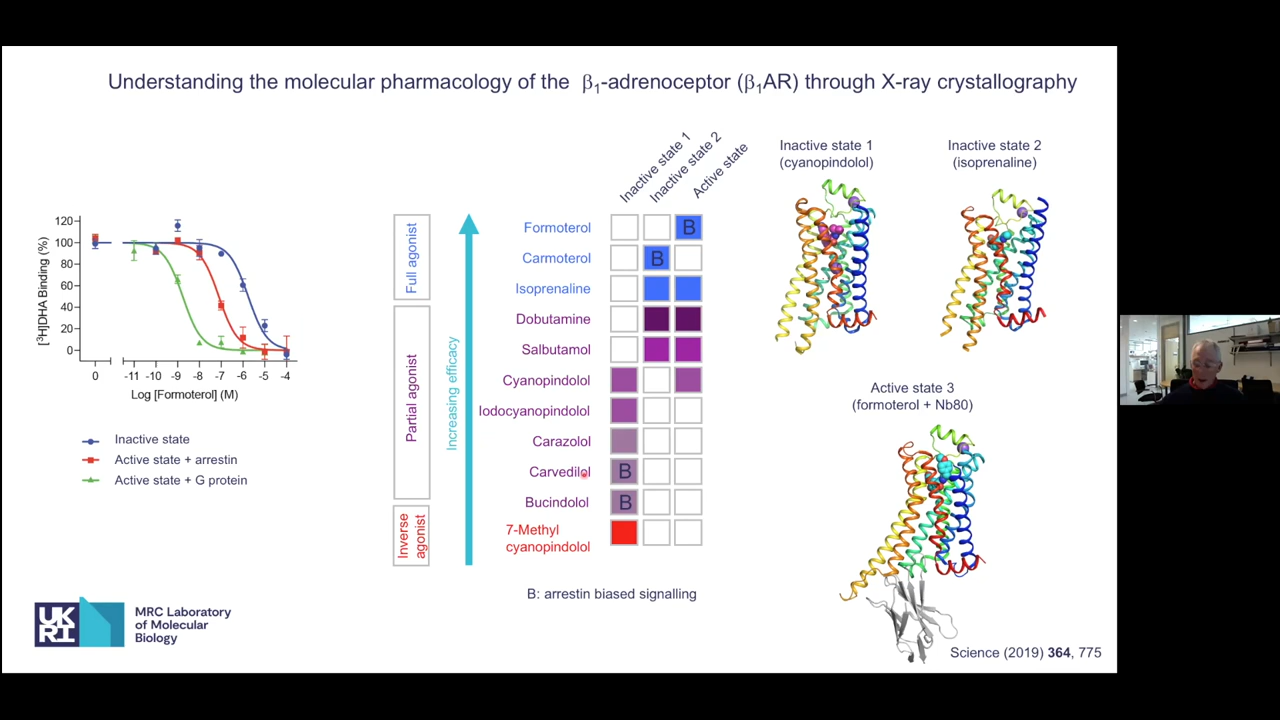 Understanding the molecular pharmacology of the β1-adrenoceptor (β1AR) through X-ray crystallography
120
100
80
60
40
20
0
[³H]DHA Binding (%)
0 -11 -10 -9 -8 -7 -6 -5 -4
Log [Formoterol] (M)
Inactive state
Active state + arrestin
Active state + G protein
Full agonist
Partial agonist
Inverse
agonist
Increasing efficacy
Inactive state 1
Inactive state 2
Active state
Formoterol B
Carmoterol B
Isoprenaline
Dobutamine
Salbutamol
Cyanopindolol
Iodocyanopindolol
Carazolol
Carvedilol B
Bucindolol B
7-Methyl
cyanopindolol
B: arrestin biased signalling
Inactive state 1
(cyanopindolol)
Inactive state 2
(isoprenaline)
Active state 3
(formoterol + Nb80)
UK
RI
MRC Laboratory
of Molecular
Biology
Science (2019) 364, 775